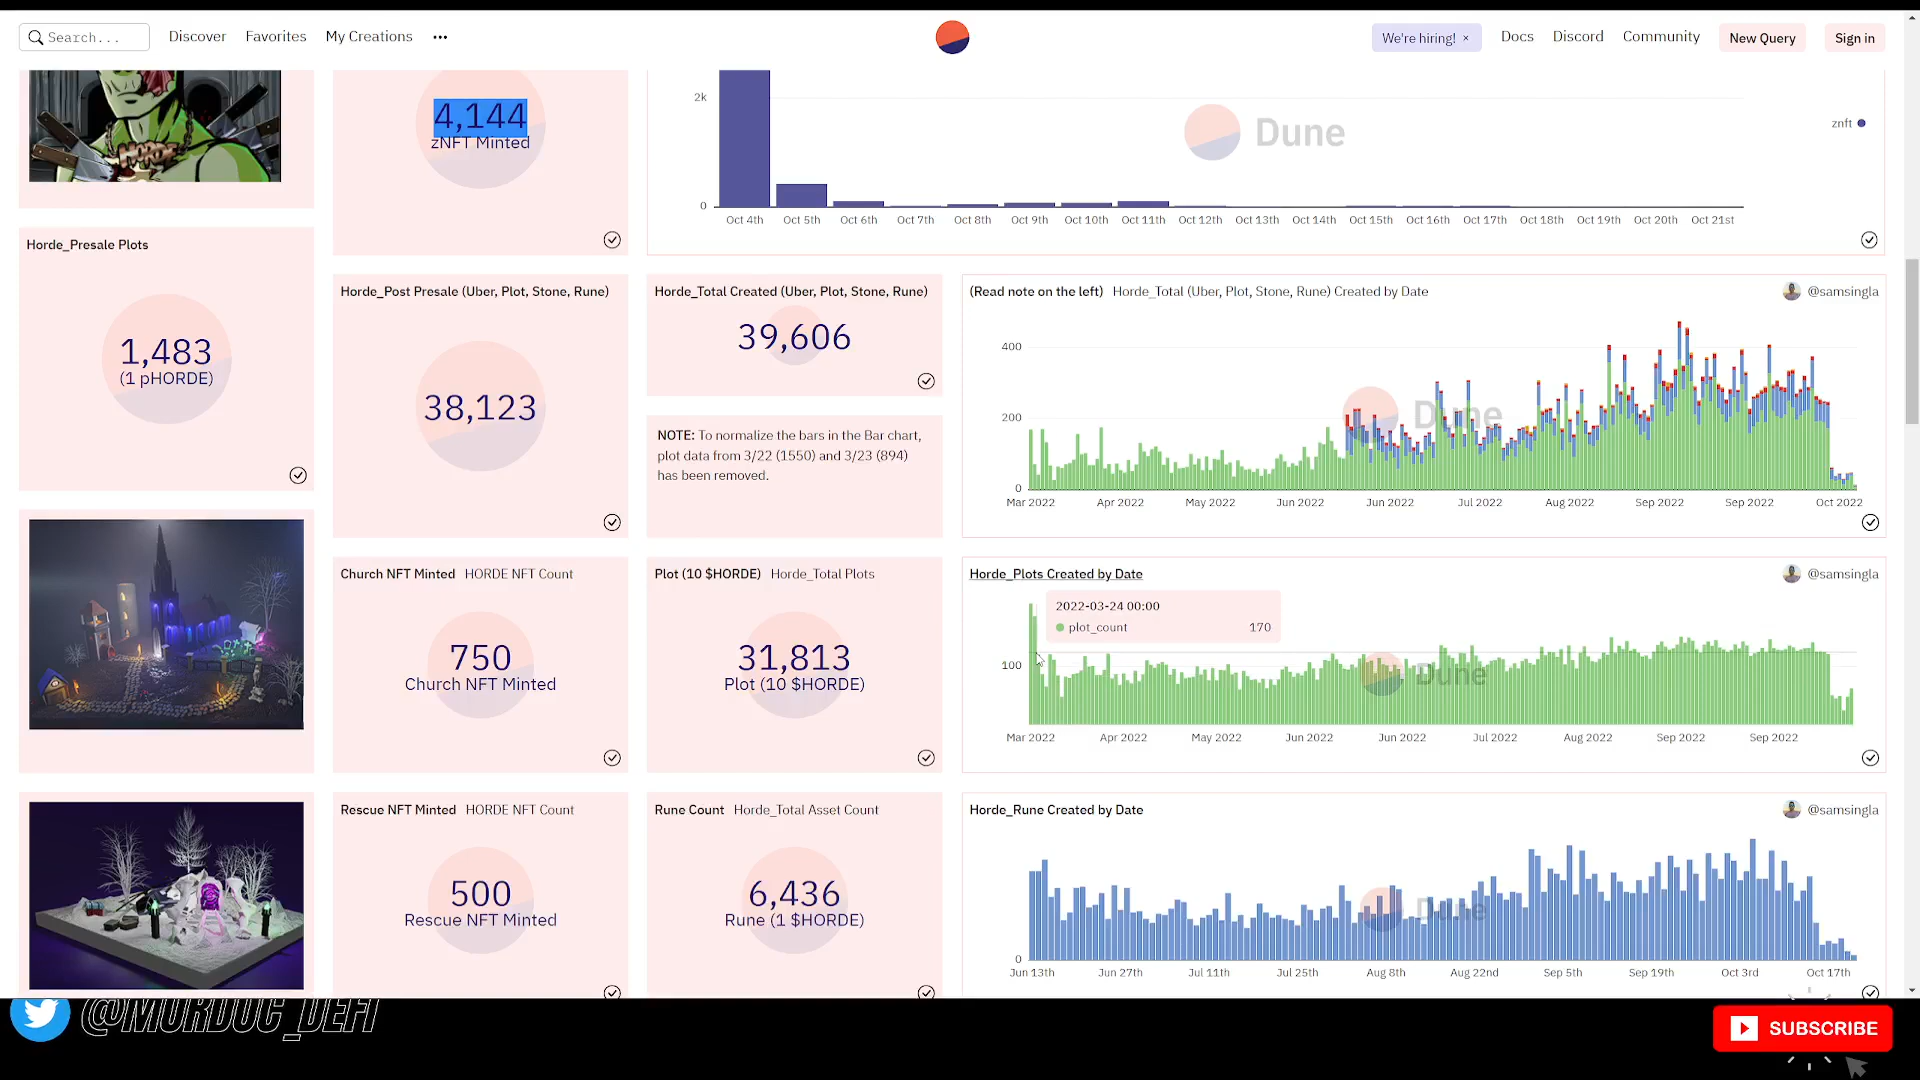 Search...
Discover
Favorites
My Creations
We're hiring! ×
Docs
Discord
Community
New Query
Sign in
HORDE
4,144
zNFT Minted
2k
0
Oct 4th Oct 5th Oct 6th Oct 7th Oct 8th Oct 9th Oct 10th Oct 11th Oct 12th Oct 13th Oct 14th Oct 15th Oct 16th Oct 17th Oct 18th Oct 19th Oct 20th Oct 21st
Dune
znft
Horde_Presale Plots
1,483
(1 pHORDE)
Horde_Post Presale (Uber, Plot, Stone, Rune)
38,123
Horde_Total Created (Uber, Plot, Stone, Rune)
39,606
NOTE: To normalize the bars in the Bar chart,
plot data from 3/22 (1550) and 3/23 (894)
has been removed.
(Read note on the left) Horde_Total (Uber, Plot, Stone, Rune) Created by Date
@samsingla
400
200
0
Dune
Mar 2022 Apr 2022 May 2022 Jun 2022 Jun 2022 Jul 2022 Aug 2022 Sep 2022 Sep 2022 Oct 2022
Church NFT Minted HORDE NFT Count
750
Church NFT Minted
Plot (10 $HORDE) Horde_Total Plots
31,813
Plot (10 $HORDE)
Horde_Plots Created by Date
@samsingla
2022-03-24 00:00
plot_count 170
100
Dune
Mar 2022 Apr 2022 May 2022 Jun 2022 Jun 2022 Jul 2022 Aug 2022 Sep 2022 Sep 2022
Rescue NFT Minted HORDE NFT Count
500
Rescue NFT Minted
Rune Count Horde_Total Asset Count
6,436
Rune (1 $HORDE)
Horde_Rune Created by Date
@samsingla
0
Dune
Jun 13th Jun 27th Jul 11th Jul 25th Aug 8th Aug 22nd Sep 5th Sep 19th Oct 3rd Oct 17th
@MURDOC_DEFI
SUBSCRIBE